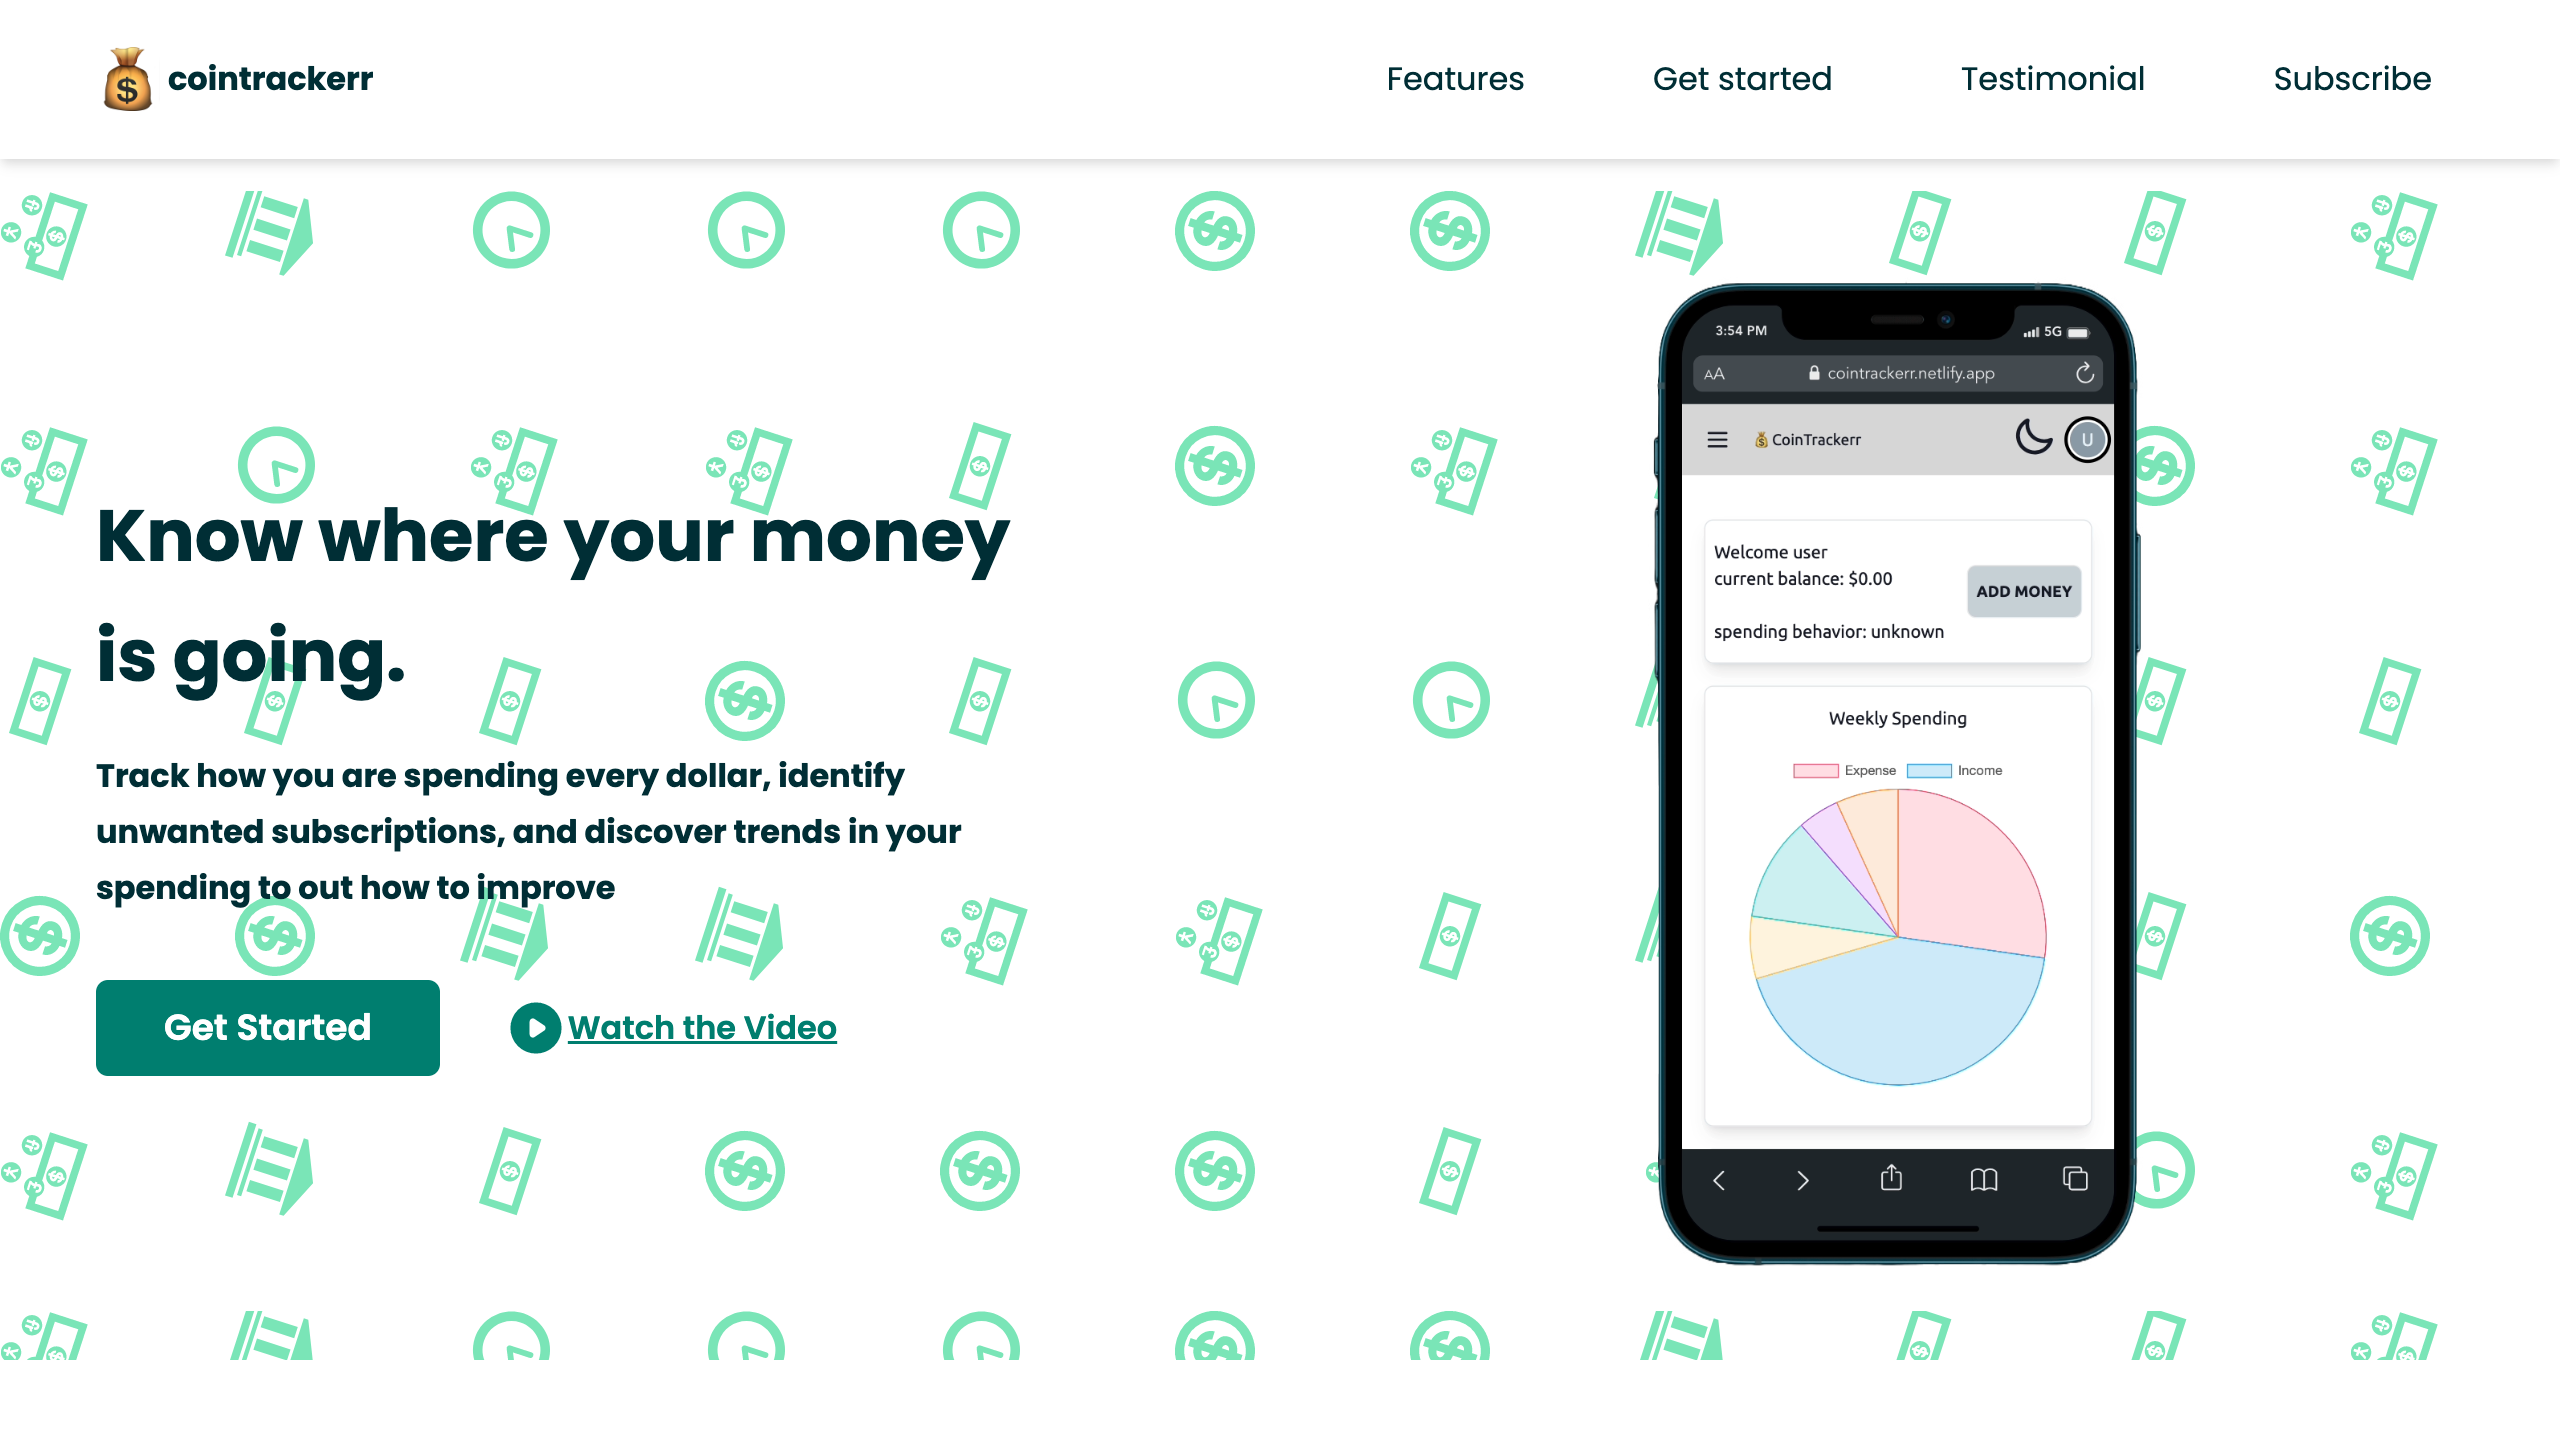 cointrackerr
Features
Get started
Testimonial
Subscribe
Know where your money
is going.
Track how you are spending every dollar, identify
unwanted subscriptions, and discover trends in your
spending to out how to improve
Get Started
Watch the Video
3:54 PM
5G
AA
cointrackerr.netlify.app
CoinTrackerr
U
Welcome user
current balance: $0.00
ADD MONEY
spending behavior: unknown
Weekly Spending
Expense
Income